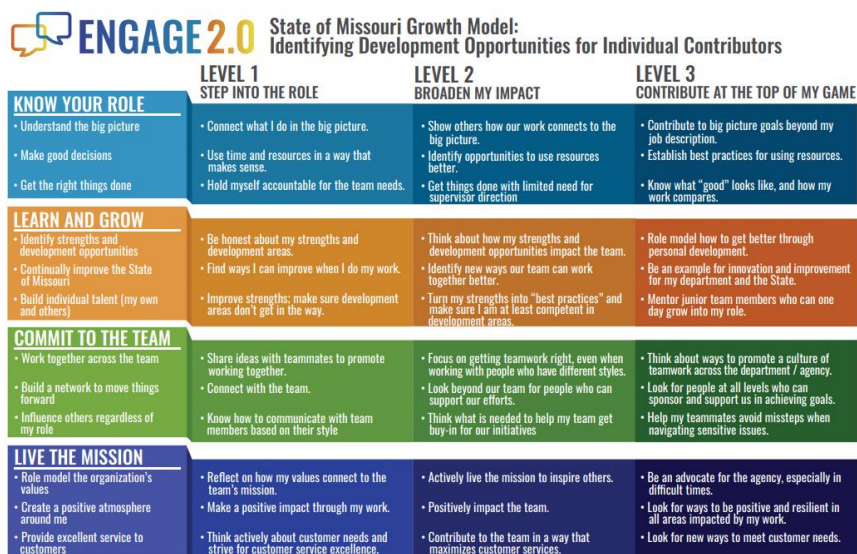 ENGAGE 2.0
State of Missouri Growth Model:
Identifying Development Opportunities for Individual Contributors
LEVEL 1
STEP INTO THE ROLE
LEVEL 2
BROADEN MY IMPACT
LEVEL 3
CONTRIBUTE AT THE TOP OF MY GAME
KNOW YOUR ROLE
• Understand the big picture
• Make good decisions
• Get the right things done
• Connect what I do in the big picture.
• Use time and resources in a way that
makes sense.
• Hold myself accountable for the team needs.
• Show others how our work connects to the
big picture.
• Identify opportunities to use resources
better.
• Get things done with limited need for
supervisor direction
• Contribute to big picture goals beyond my
job description.
• Establish best practices for using resources.
• Know what “good” looks like, and how my
work compares.
LEARN AND GROW
• Identify strengths and
development opportunities
• Continually improve the State
of Missouri
• Build individual talent (my own
and others)
• Be honest about my strengths and
development areas.
• Find ways I can improve when I do my work.
• Improve strengths; make sure development
areas don’t get in the way.
• Think about how my strengths and
development opportunities impact the team.
• Identify new ways our team can work
together better.
• Turn my strengths into “best practices” and
make sure I am at least competent in
development areas.
• Role model how to get better through
personal development.
• Be an example for innovation and improvement
for my department and the State.
• Mentor junior team members who can one
day grow into my role.
COMMIT TO THE TEAM
• Work together across the team
• Build a network to move things
forward
• Influence others regardless of
my role
• Share ideas with teammates to promote
working together.
• Connect with the team.
• Know how to communicate with team
members based on their style
• Focus on getting teamwork right, even when
working with people who have different styles.
• Look beyond our team for people who can
support our efforts.
• Think what is needed to help my team get
buy-in for our initiatives
• Think about ways to promote a culture of
teamwork across the department / agency.
• Look for people at all levels who can
sponsor and support us in achieving goals.
• Help my teammates avoid missteps when
navigating sensitive issues.
LIVE THE MISSION
• Role model the organization’s
values
• Create a positive atmosphere
around me
• Provide excellent service to
customers
• Reflect on how my values connect to the
team’s mission.
• Make a positive impact through my work.
• Think actively about customer needs and
strive for customer service excellence.
• Actively live the mission to inspire others.
• Positively impact the team.
• Contribute to the team in a way that
maximizes customer services.
• Be an advocate for the agency, especially in
difficult times.
• Look for ways to be positive and resilient in
all areas impacted by my work.
• Look for new ways to meet customer needs.